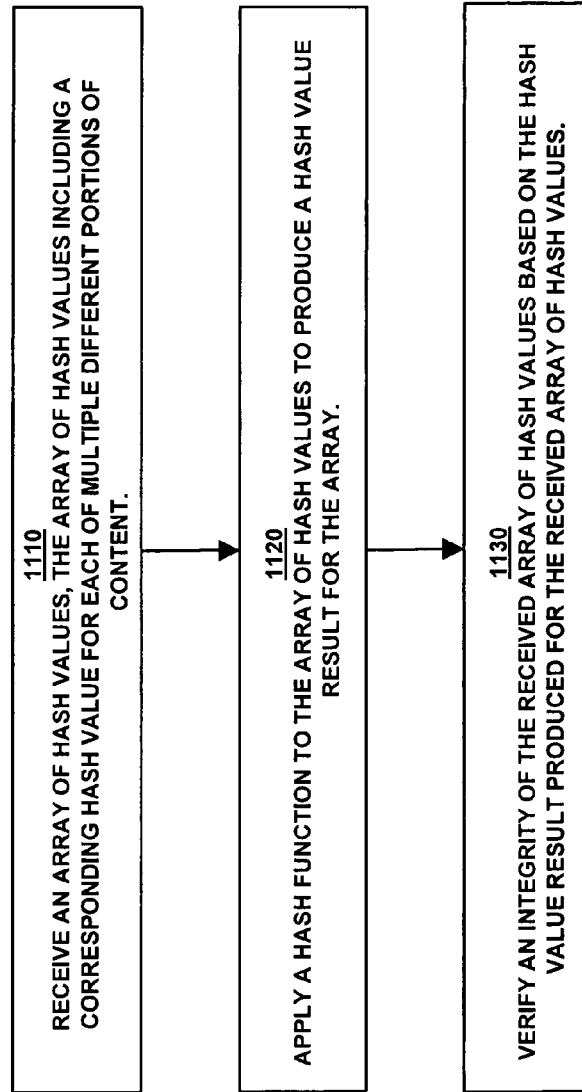 1110
RECEIVE AN ARRAY OF HASH VALUES, THE ARRAY OF HASH VALUES INCLUDING A
CORRESPONDING HASH VALUE FOR EACH OF MULTIPLE DIFFERENT PORTIONS OF
CONTENT.
1120
APPLY A HASH FUNCTION TO THE ARRAY OF HASH VALUES TO PRODUCE A HASH VALUE
RESULT FOR THE ARRAY.
1130
VERIFY AN INTEGRITY OF THE RECEIVED ARRAY OF HASH VALUES BASED ON THE HASH
VALUE RESULT PRODUCED FOR THE RECEIVED ARRAY OF HASH VALUES.